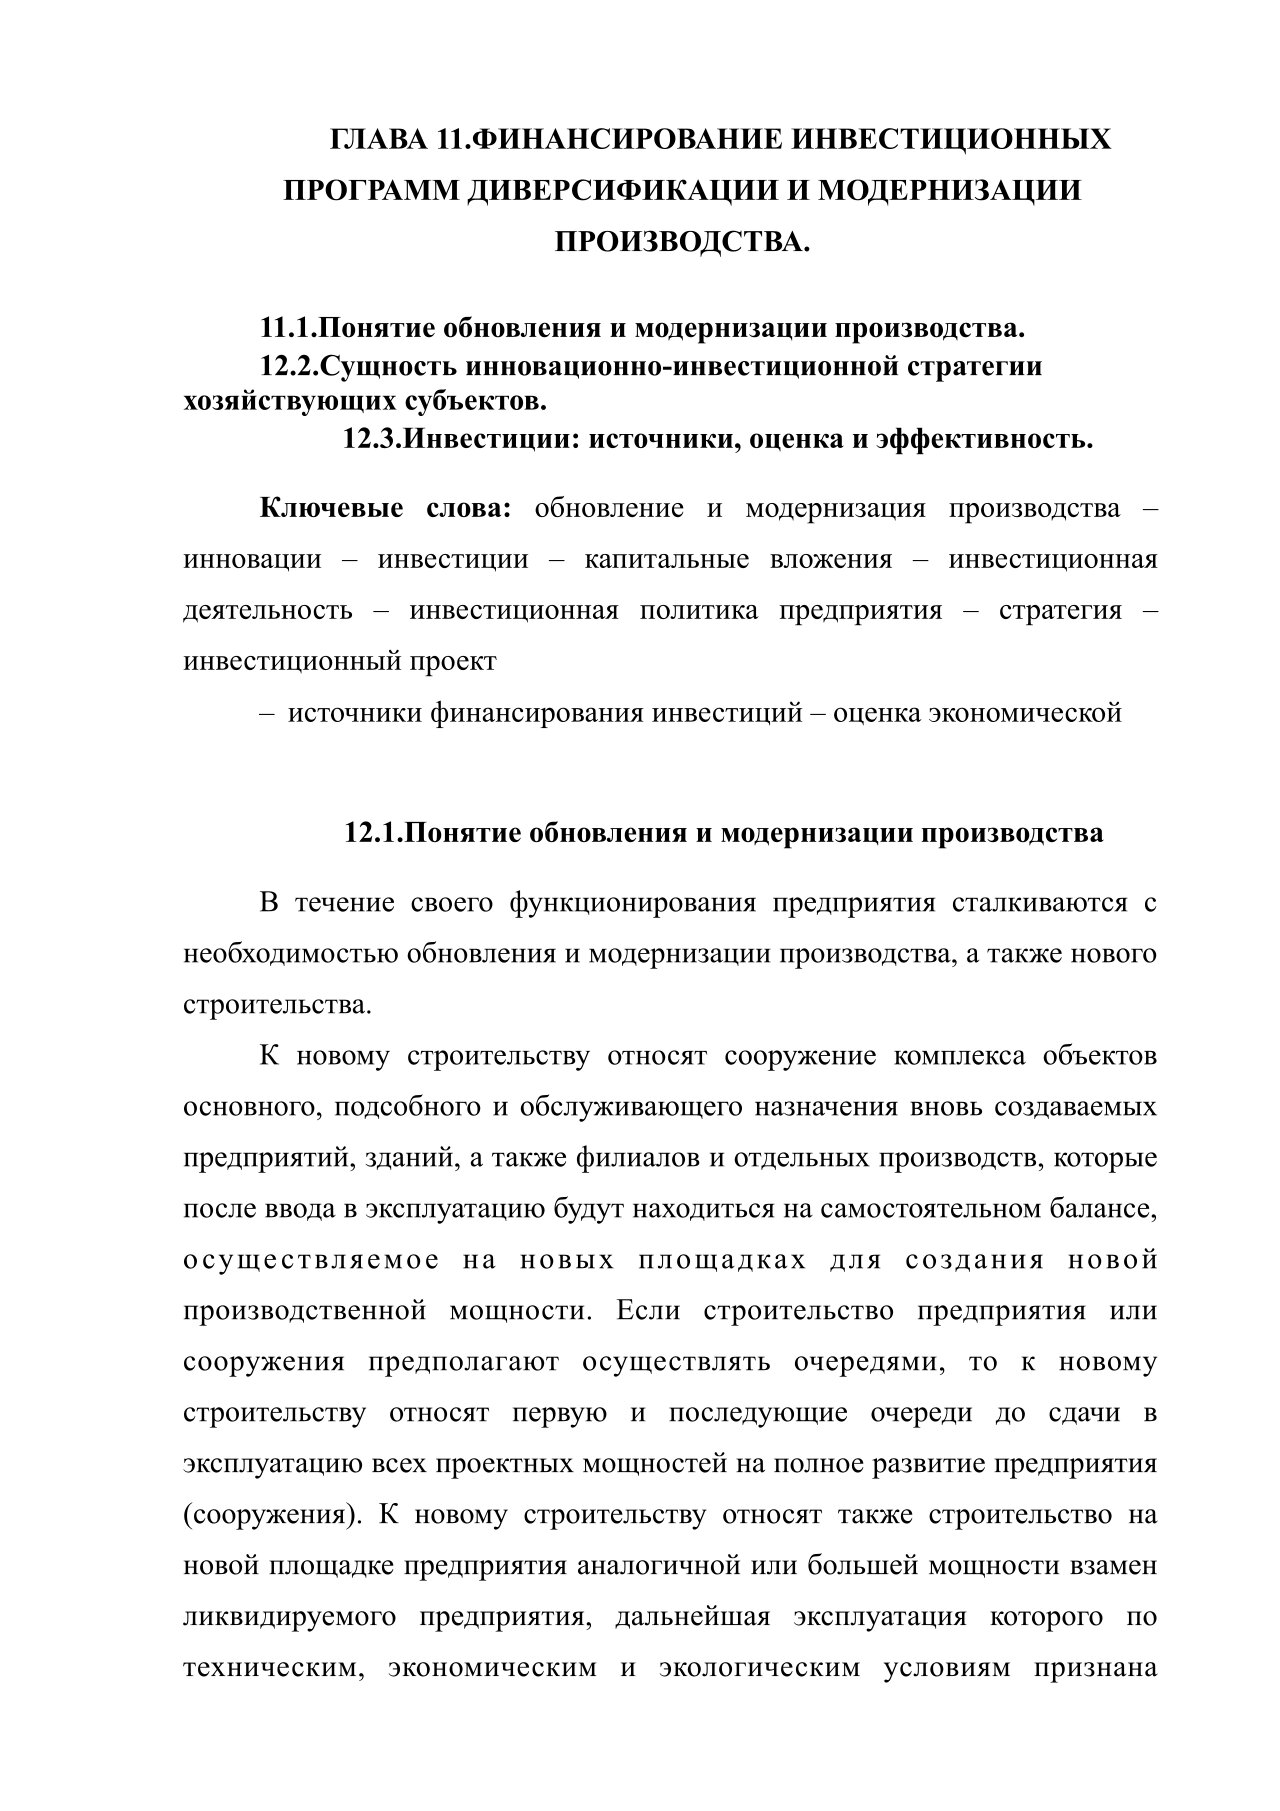 ГЛАВА 11.ФИНАНСИРОВАНИЕ ИНВЕСТИЦИОННЫХ
ПРОГРАММ ДИВЕРСИФИКАЦИИ И МОДЕРНИЗАЦИИ
ПРОИЗВОДСТВА.
11.1.Понятие обновления и модернизации производства.
12.2.Сущность инновационно-инвестиционной стратегии
хозяйствующих субъектов.
12.3.Инвестиции: источники, оценка и эффективность.
Ключевые слова: обновление и модернизация производства –
инновации – инвестиции – капитальные вложения – инвестиционная
деятельность – инвестиционная политика предприятия – стратегия –
инвестиционный проект
– источники финансирования инвестиций – оценка экономической
12.1.Понятие обновления и модернизации производства
В течение своего функционирования предприятия сталкиваются с
необходимостью обновления и модернизации производства, а также нового
строительства.
К новому строительству относят сооружение комплекса объектов
основного, подсобного и обслуживающего назначения вновь создаваемых
предприятий, зданий, а также филиалов и отдельных производств, которые
после ввода в эксплуатацию будут находиться на самостоятельном балансе,
осуществляемое на новых площадках для создания новой
производственной мощности. Если строительство предприятия или
сооружения предполагают осуществлять очередями, то к новому
строительству относят первую и последующие очереди до сдачи в
эксплуатацию всех проектных мощностей на полное развитие предприятия
(сооружения). К новому строительству относят также строительство на
новой площадке предприятия аналогичной или большей мощности взамен
ликвидируемого предприятия, дальнейшая эксплуатация которого по
техническим, экономическим и экологическим условиям признана